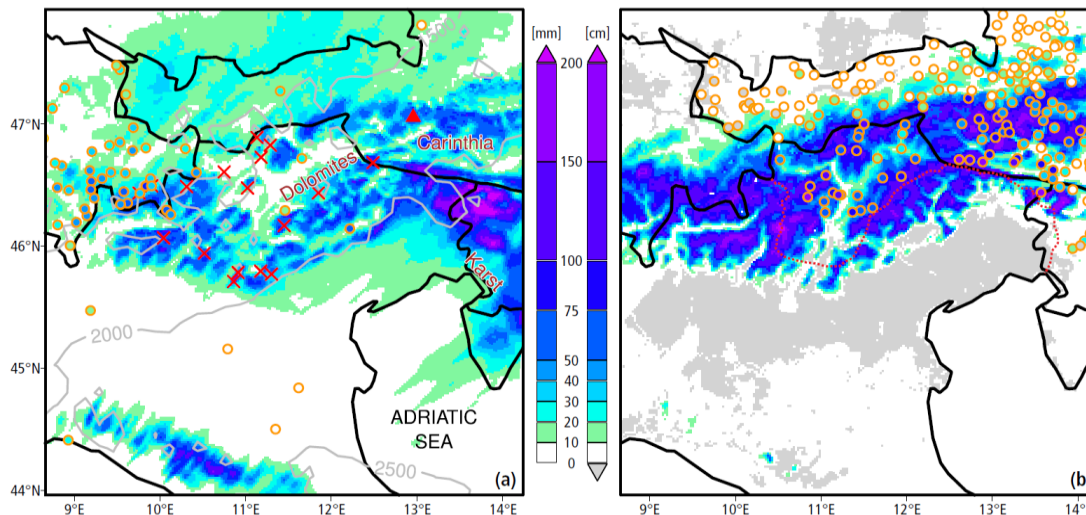 [mm]
[cm]
200
150
100
75
50
40
30
20
10
0
47°N
46°N
45°N
44°N
2500
Carinthia
Dolomites
Karst
2000
ADRIATIC
SEA
2500
(a)
(b)
9°E
10°E
11°E
12°E
13°E
14°E
9°E
10°E
11°E
12°E
13°E